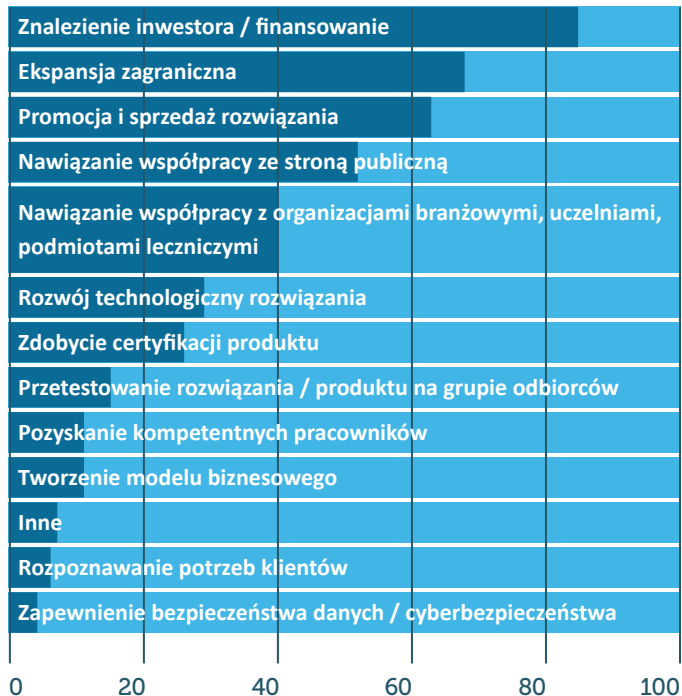 Znalezienie inwestora / finansowanie
Ekspansja zagraniczna
Promocja i sprzedaż rozwiązania
Nawiązanie współpracy ze stroną publiczną
Nawiązanie współpracy z organizacjami branżowymi, uczelniami,
podmiotami leczniczymi
Rozwój technologiczny rozwiązania
Zdobycie certyfikacji produktu
Przetestowanie rozwiązania / produktu na grupie odbiorców
Pozyskanie kompetentnych pracowników
Tworzenie modelu biznesowego
Inne
Rozpoznawanie potrzeb klientów
Zapewnienie bezpieczeństwa danych / cyberbezpieczeństwa
0 20 40 60 80 100